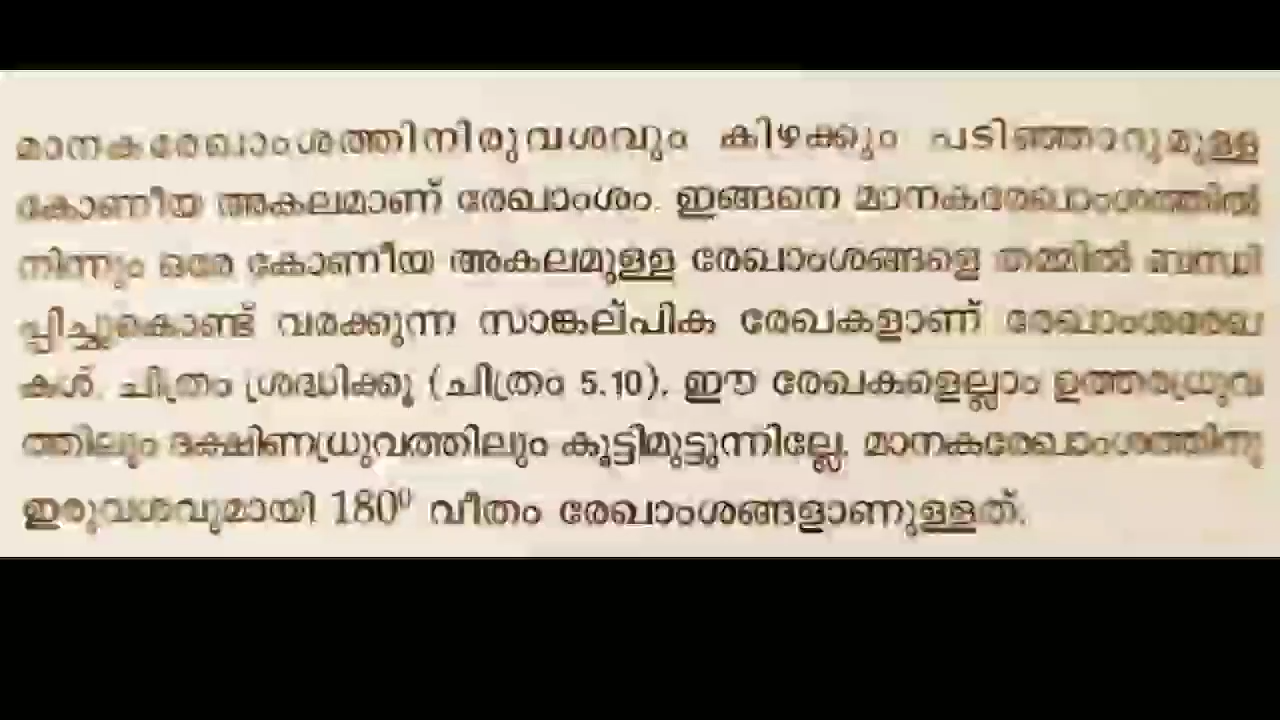 മാനകരേഖാംശത്തിനിരുവശവും കിഴക്കും പടിഞ്ഞാറുമുള്ള
കോണീയ അകലമാണ് രേഖാംശം. ഇങ്ങനെ മാനകരേഖാംശത്തിൽ
നിന്നും ഒരേ കോണീയ അകലമുള്ള രേഖാംശങ്ങളെ തമ്മിൽ ബന്ധി
പ്പിച്ചുകൊണ്ട് വരക്കുന്ന സാങ്കല്പിക രേഖകളാണ് രേഖാംശരേഖ
കൾ. ചിത്രം ശ്രദ്ധിക്കൂ (ചിത്രം 5.10). ഈ രേഖകളെല്ലാം ഉത്തരധ്രുവ
ത്തിലും ദക്ഷിണധ്രുവത്തിലും കൂട്ടിമുട്ടുന്നില്ലേ. മാനകരേഖാംശത്തിനു
ഇരുവശവുമായി 180⁰ വീതം രേഖാംശങ്ങളാണുള്ളത്.